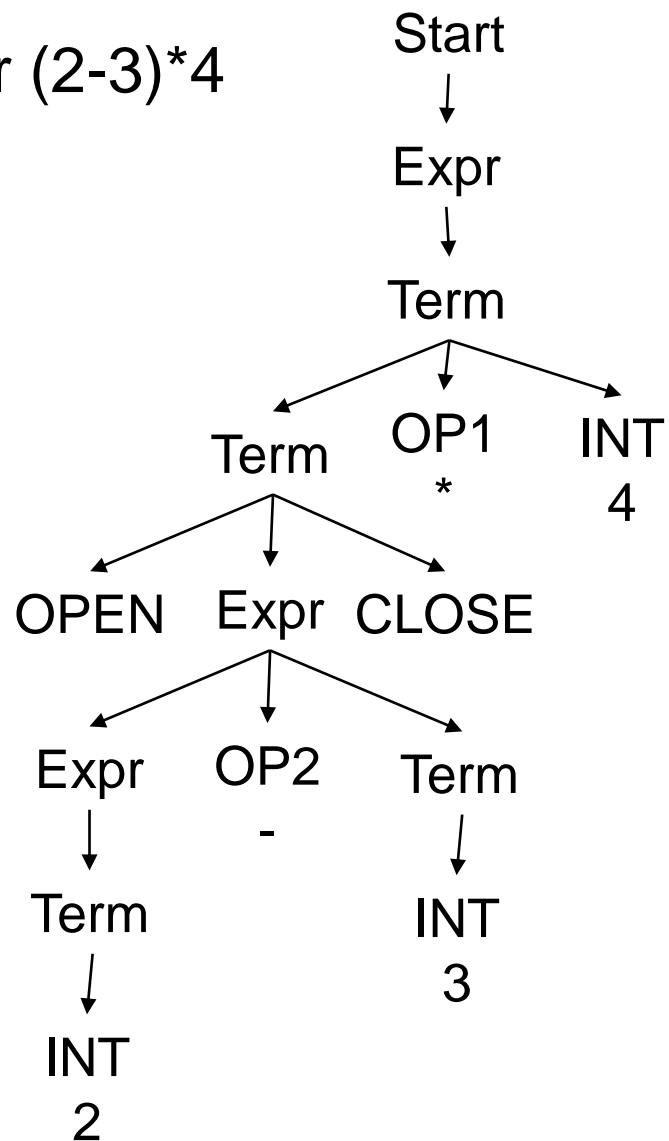 Start
(2-3)*4
Expr
Term
Term OP1 INT
* 4
OPEN Expr CLOSE
Expr OP2 Term
-
Term INT
3
INT
2